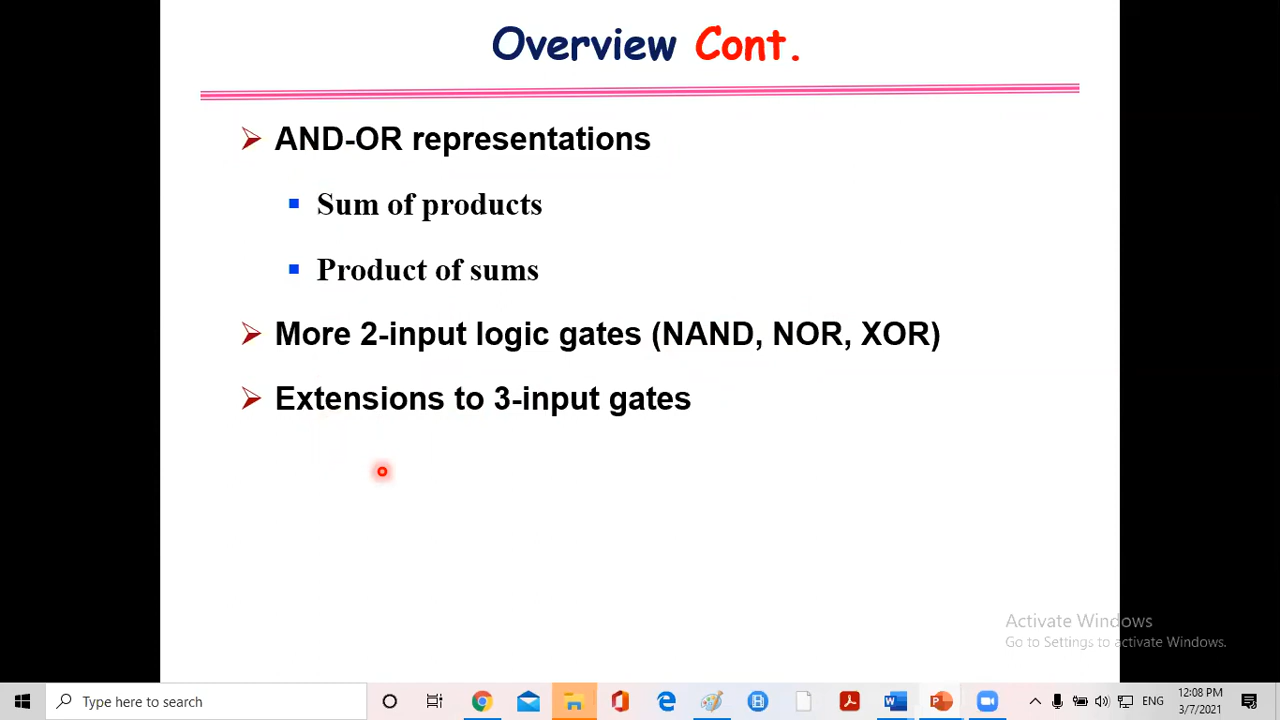 Overview Cont.
AND-OR representations
Sum of products
Product of sums
More 2-input logic gates (NAND, NOR, XOR)
Extensions to 3-input gates
Activate Windows
Go to Settings to activate Windows.
Type here to search
ENG
12:08 PM
3/7/2021